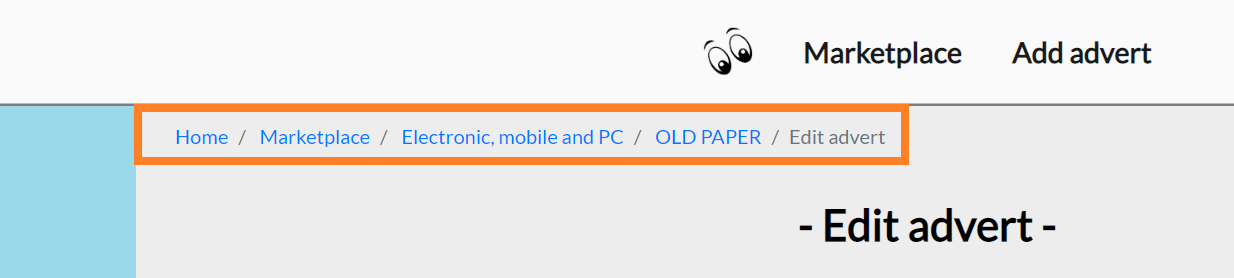 Marketplace Add advert
Home / Marketplace / Electronic, mobile and PC / OLD PAPER / Edit advert
- Edit advert -